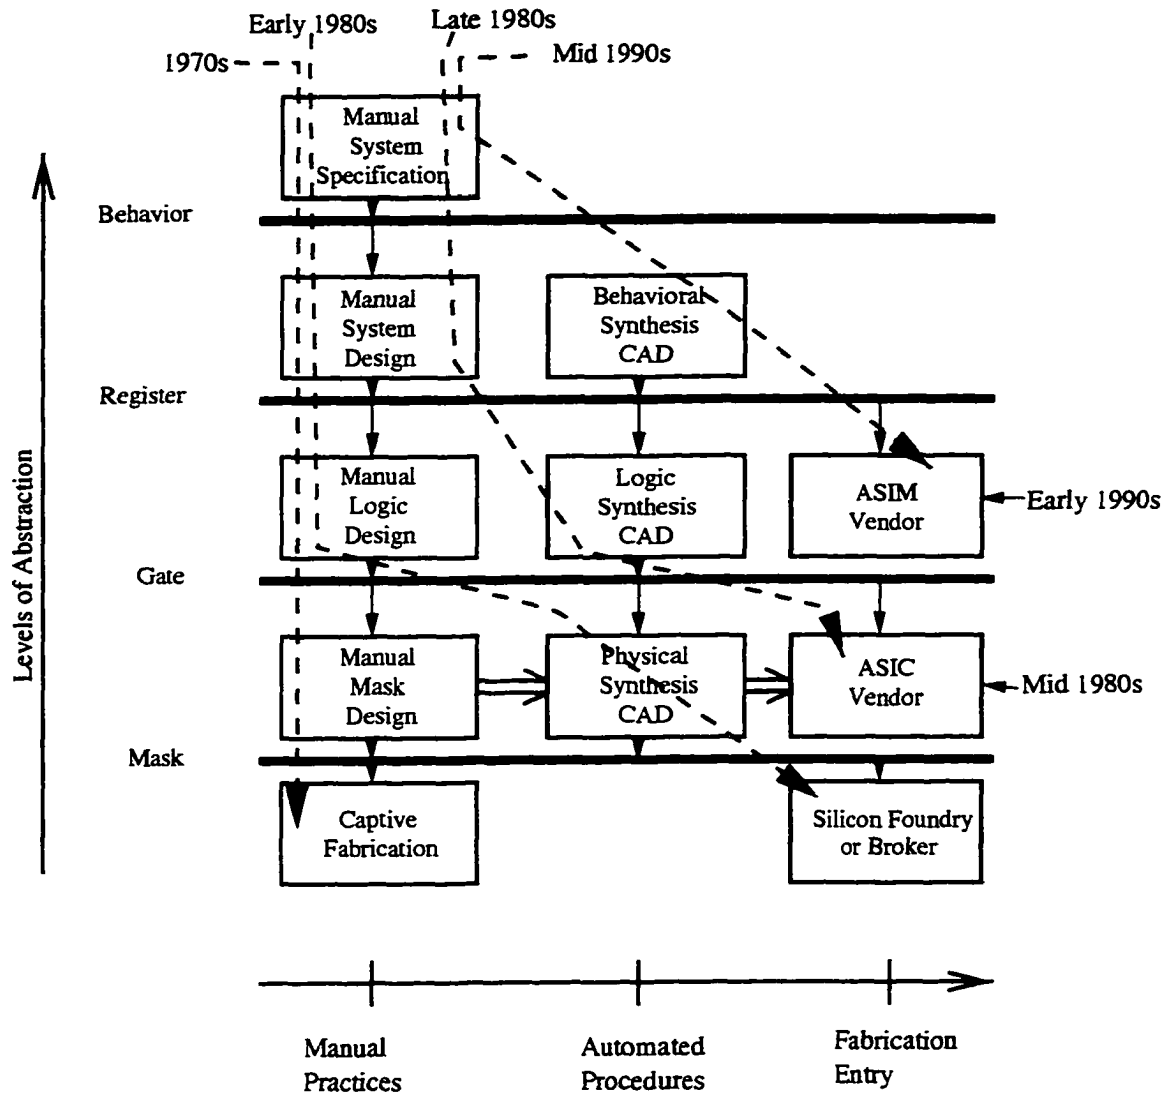 Early 1980s
Late 1980s
1970s
Mid 1990s
Manual
System
Specification
Behavior
Manual
System
Design
Behavioral
Synthesis
CAD
Register
Levels of Abstraction
Manual
Logic
Design
Logic
Synthesis
CAD
ASIM
Vendor
Early 1990s
Gate
Manual
Mask
Design
Physical
Synthesis
CAD
ASIC
Vendor
Mid 1980s
Mask
Captive
Fabrication
Silicon Foundry
or Broker
Manual
Practices
Automated
Procedures
Fabrication
Entry